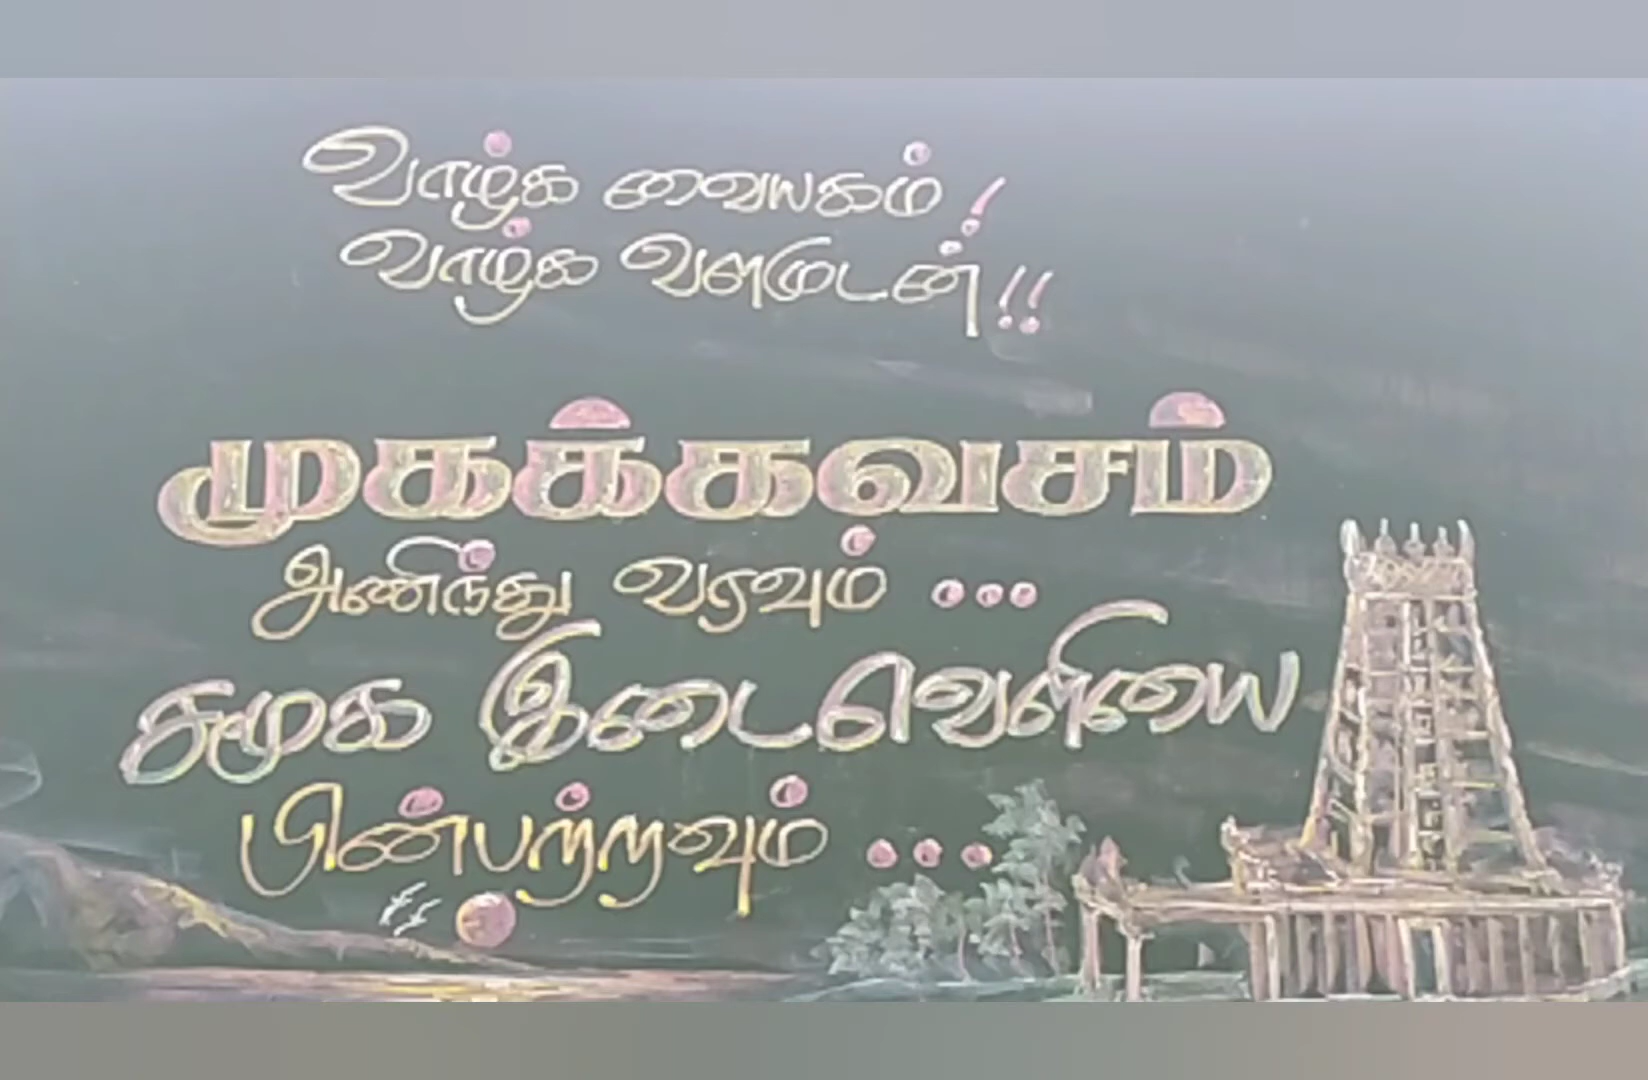 வாழ்க வையகம் !
வாழ்க வளமுடன் !!
முகக்கவசம்
அணிந்து வரவும் ...
சமூக இடைவெளியை
பின்பற்றவும் ...